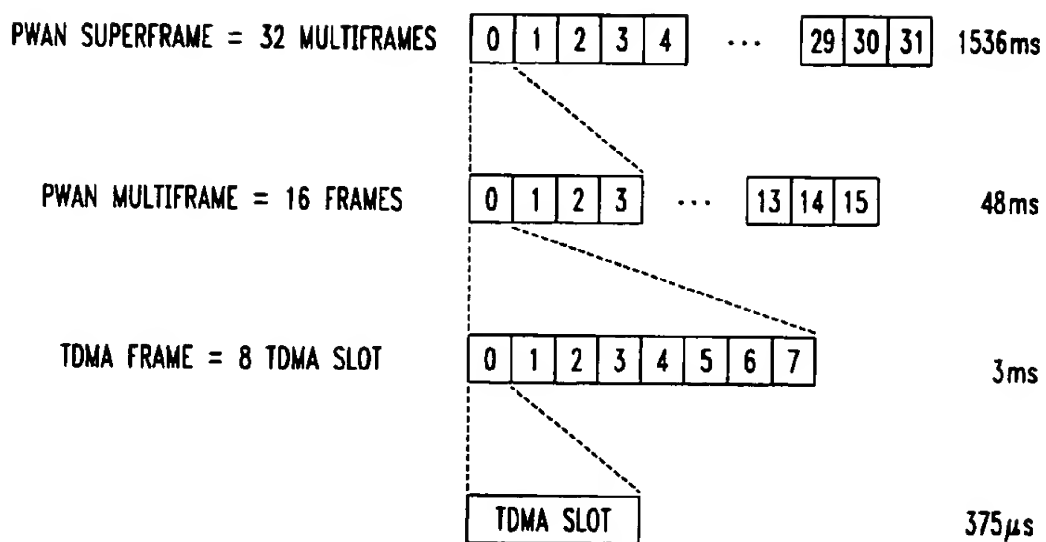 PWAN SUPERFRAME = 32 MULTIFRAMES 0 1 2 3 4 ... 29 30 31 1536ms
PWAN MULTIFRAME = 16 FRAMES 0 1 2 3 ... 13 14 15 48ms
TDMA FRAME = 8 TDMA SLOT 0 1 2 3 4 5 6 7 3ms
TDMA SLOT 375μs